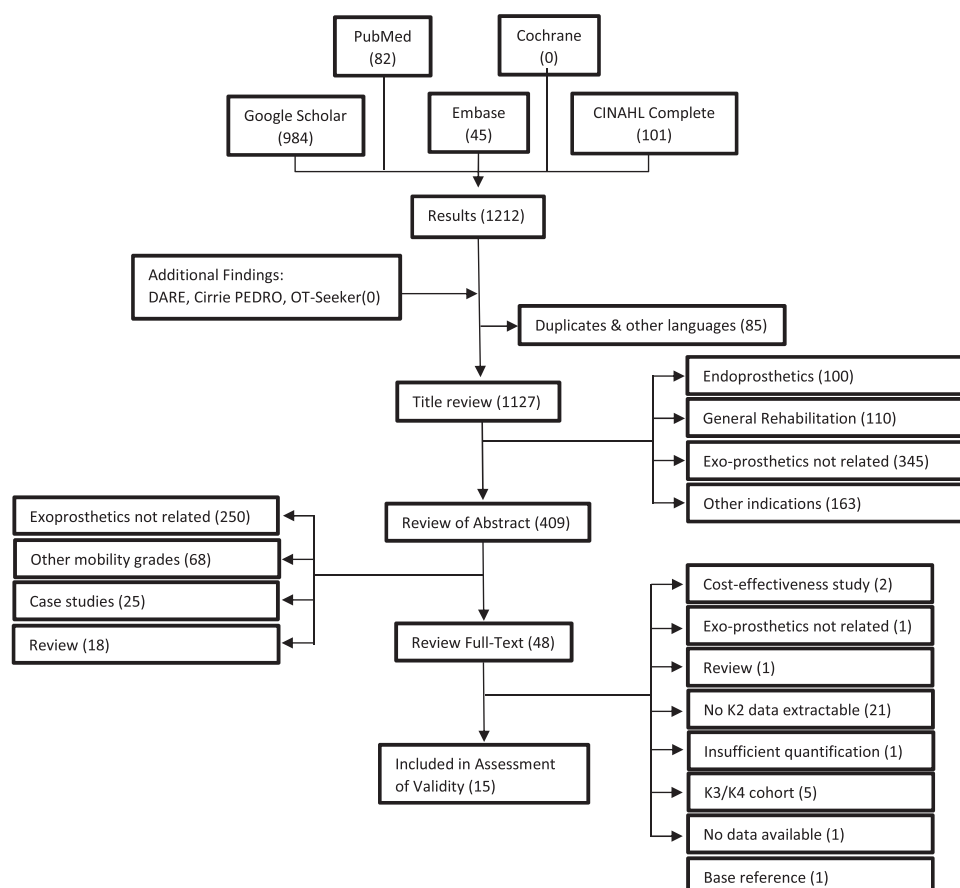 PubMed
(82)
Cochrane
(0)
Google Scholar
(984)
Embase
(45)
CINAHL Complete
(101)
Results (1212)
Additional Findings:
DARE, Cirrie PEDRO, OT-Seeker(0)
Duplicates & other languages (85)
Title review (1127)
Endoprosthetics (100)
General Rehabilitation (110)
Exo-prosthetics not related (345)
Other indications (163)
Review of Abstract (409)
Exoprosthetics not related (250)
Other mobility grades (68)
Case studies (25)
Review (18)
Review Full-Text (48)
Cost-effectiveness study (2)
Exo-prosthetics not related (1)
Review (1)
No K2 data extractable (21)
Insufficient quantification (1)
K3/K4 cohort (5)
No data available (1)
Base reference (1)
Included in Assessment
of Validity (15)